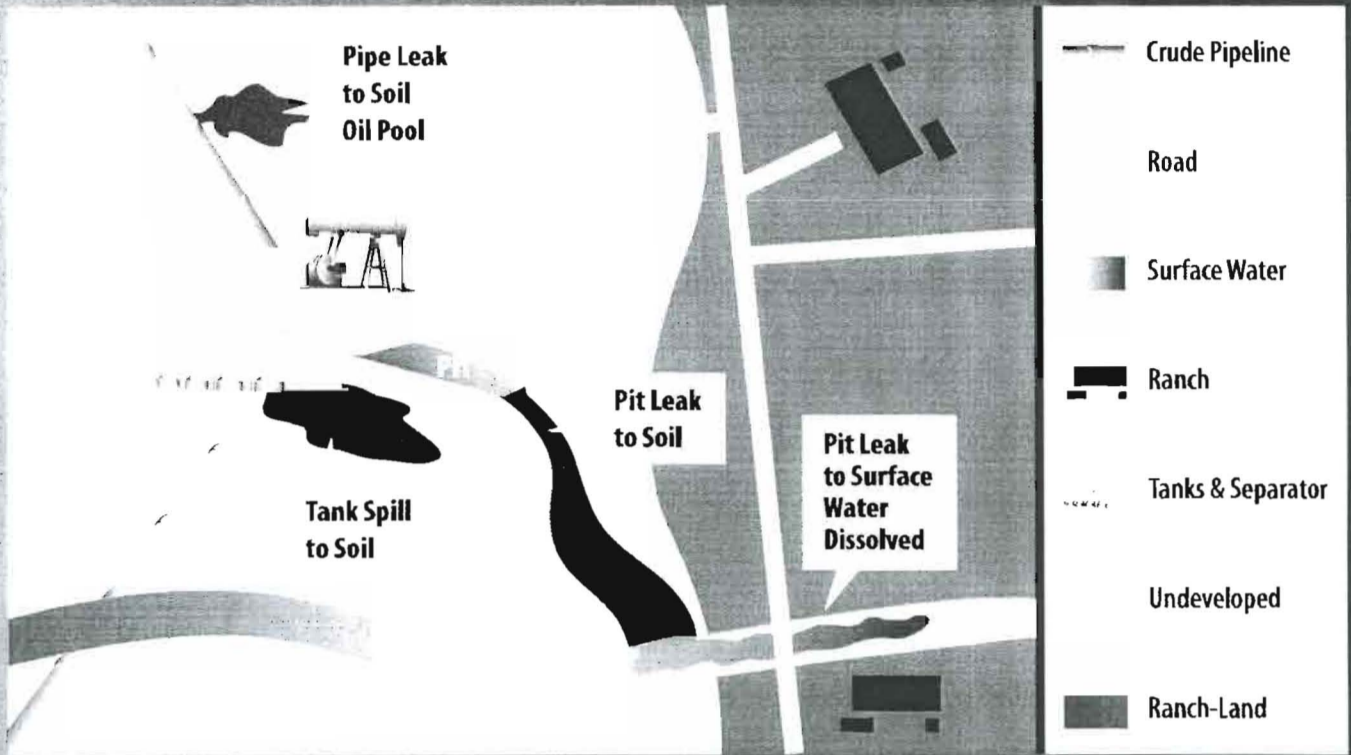 Pipe Leak
to Soil
Oil Pool
Pit Leak
to Soil
Pit Leak
to Surface
Water
Dissolved
Tank Spill
to Soil
Crude Pipeline
Road
Surface Water
Ranch
Tanks & Separator
Undeveloped
Ranch-Land